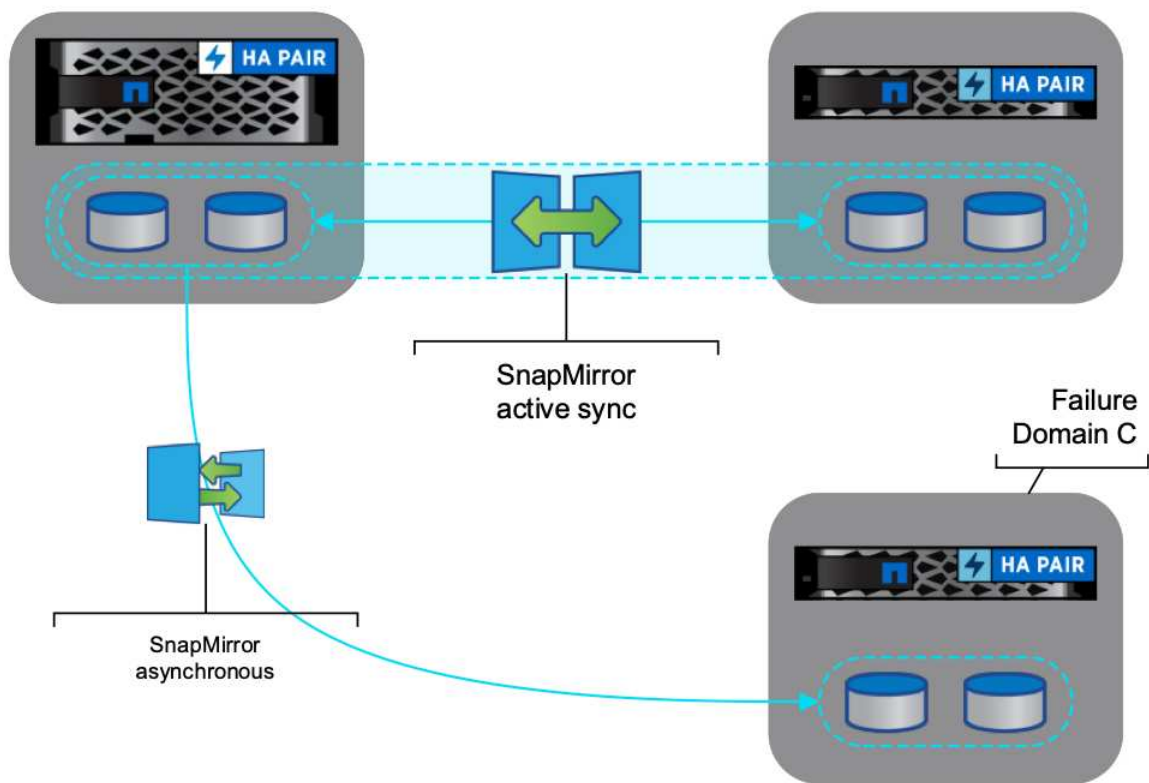 HA PAIR
HA PAIR
SnapMirror
active sync
Failure
Domain C
HA PAIR
SnapMirror
asynchronous